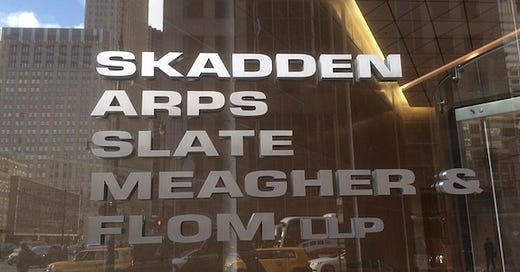 SKADDEN
ARPS
SLATE
MEAGHER &
FLOM LLP